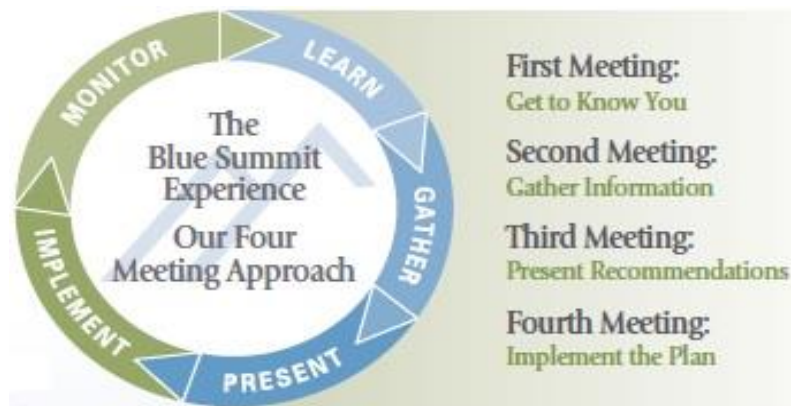 MONITOR
LEARN
GATHER
PRESENT
IMPLEMENT
The
Blue Summit
Experience
Our Four
Meeting Approach
First Meeting:
Get to Know You
Second Meeting:
Gather Information
Third Meeting:
Present Recommendations
Fourth Meeting:
Implement the Plan